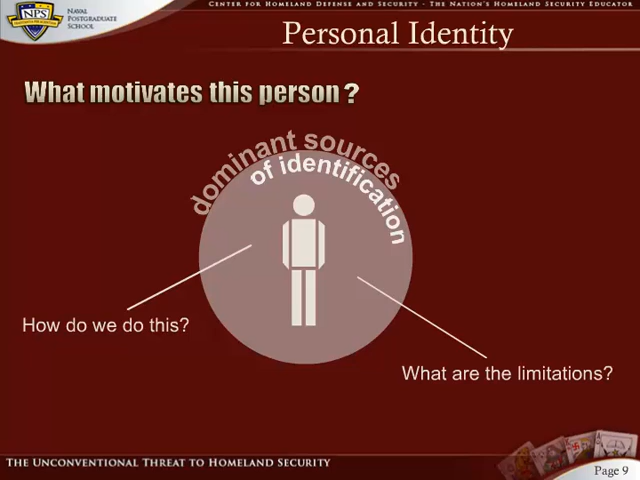 CENTER FOR HOMELAND DEFENSE AND SECURITY - THE NATION'S HOMELAND SECURITY EDUCATOR
NPS
NAVAL
POSTGRADUATE
SCHOOL
Personal Identity
What motivates this person?
dominant sources
of identification
How do we do this?
What are the limitations?
THE UNCONVENTIONAL THREAT TO HOMELAND SECURITY
Page 9